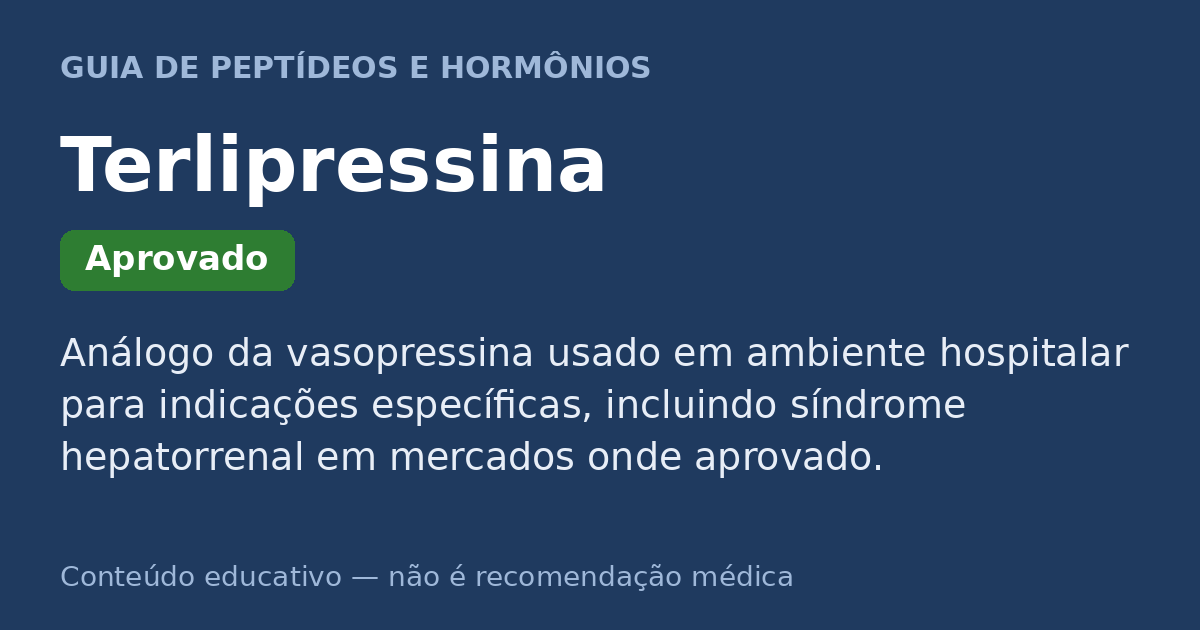 GUIA DE PEPTÍDEOS E HORMÔNIOS
Terlipressina
Aprovado
Análogo da vasopressina usado em ambiente hospitalar
para indicações específicas, incluindo síndrome
hepatorrenal em mercados onde aprovado.
Conteúdo educativo — não é recomendação médica